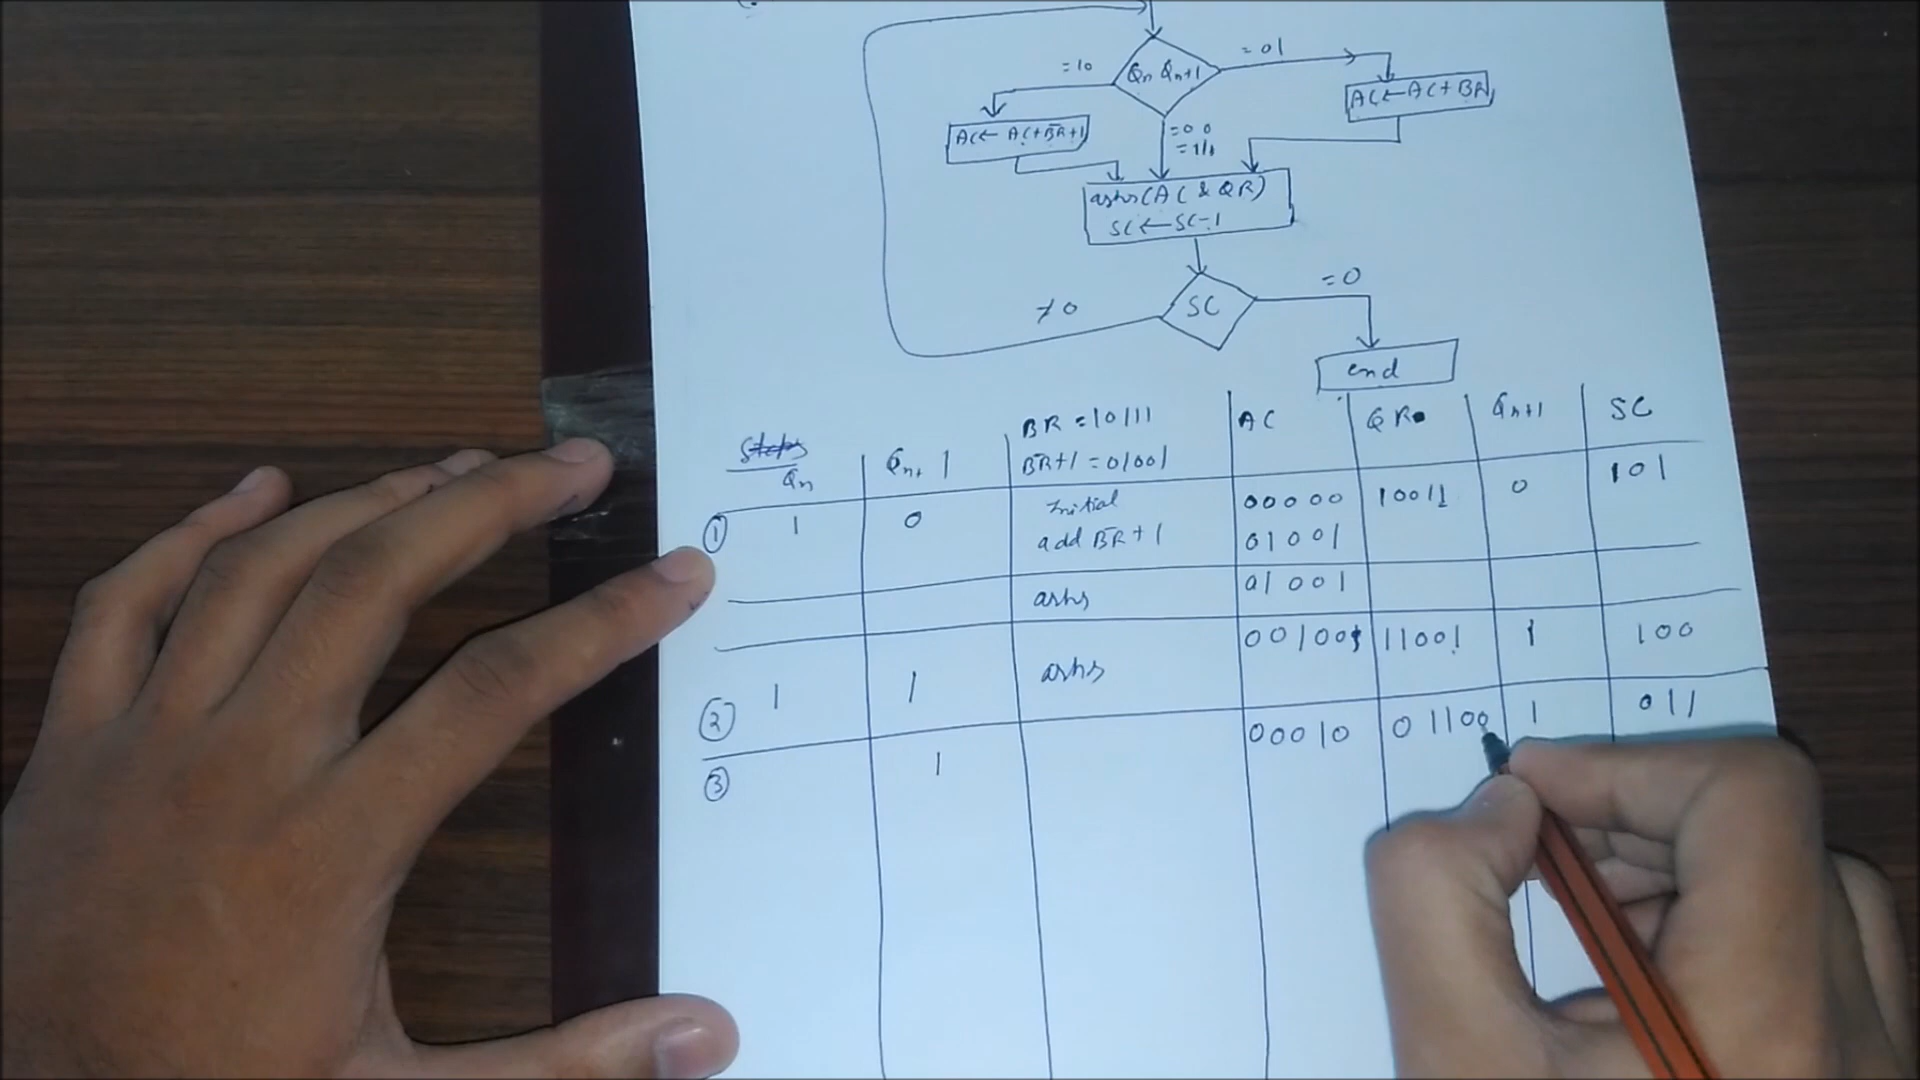 Qn Qn+1
=10
=01
AC← AC+B̅R̅+1
AC←AC+BR
=00
=11
ashr(AC & QR)
SC←SC-1
SC
≠0
=0
end
Steps
Qn
Qn+1
BR=10111
B̅R̅+1=01001
AC
QR
Qn+1
SC
① 1 0 Initial 00000 10011 0 101
add B̅R̅+1 01001
01001
ashr
001001 11001 1 100
② 1 1 ashr
00010 01100 1 011
③ 1